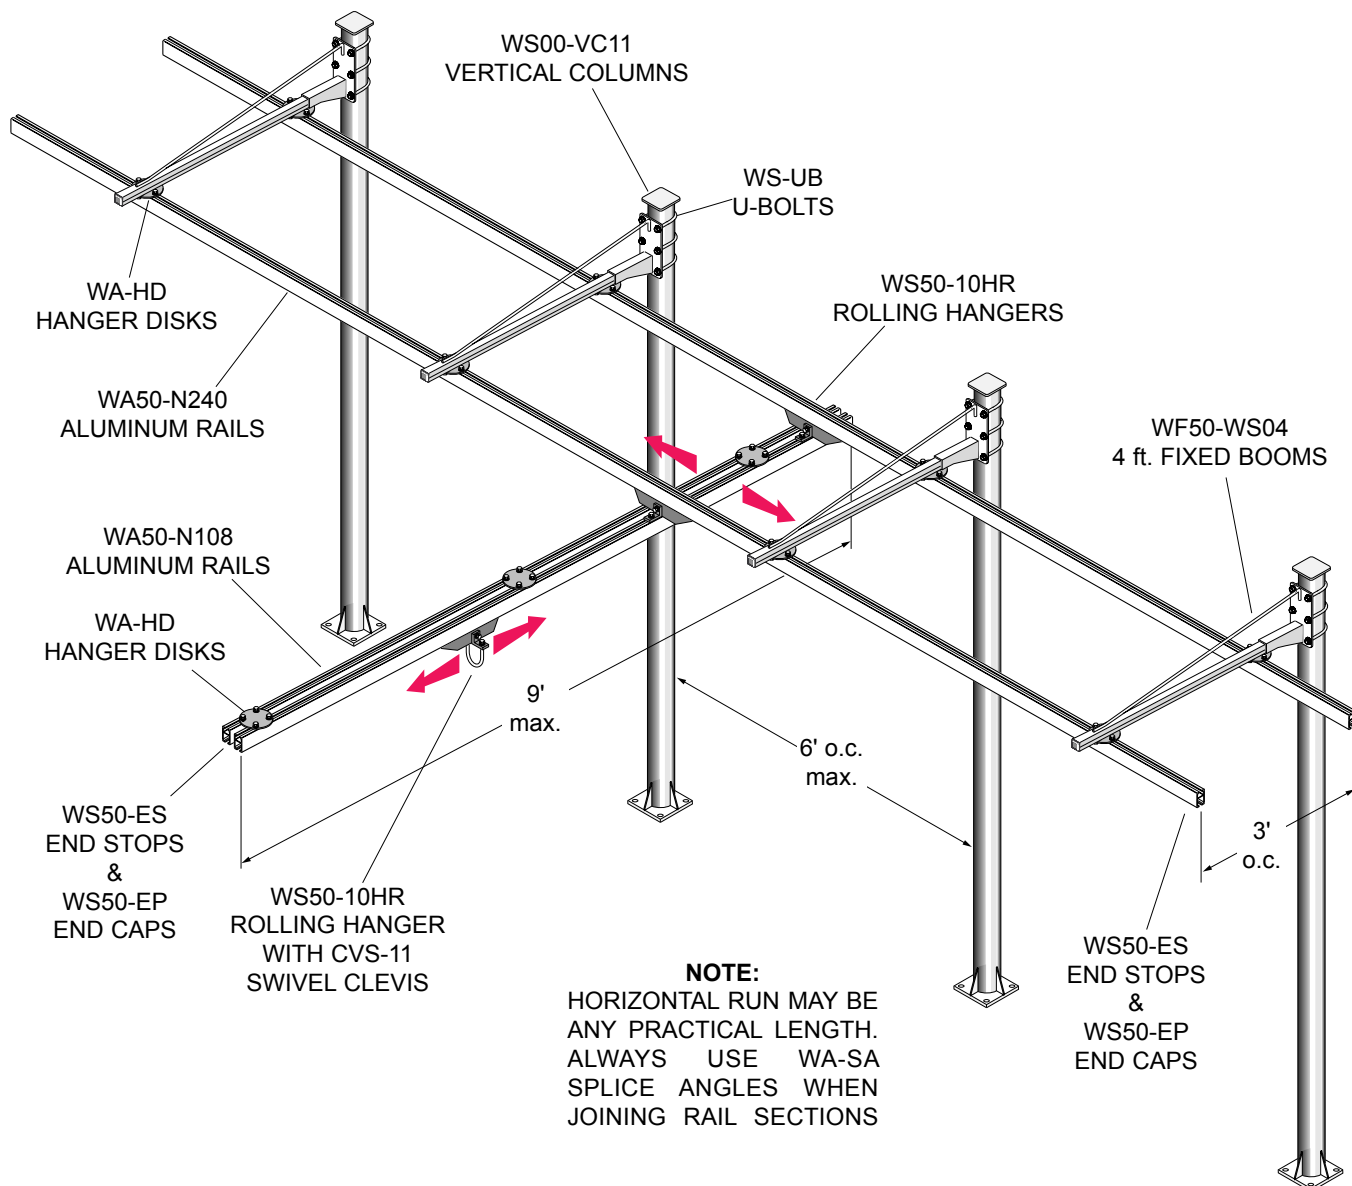 WS00-VC11
VERTICAL COLUMNS
WS-UB
U-BOLTS
WS50-10HR
ROLLING HANGERS
WA-HD
HANGER DISKS
WA50-N240
ALUMINUM RAILS
WF50-WS04
4 ft. FIXED BOOMS
WA50-N108
ALUMINUM RAILS
WA-HD
HANGER DISKS
9'
max.
6' o.c.
max.
3'
o.c.
WS50-ES
END STOPS
&
WS50-EP
END CAPS
WS50-10HR
ROLLING HANGER
WITH CVS-11
SWIVEL CLEVIS
WS50-ES
END STOPS
&
WS50-EP
END CAPS
NOTE:
HORIZONTAL RUN MAY BE
ANY PRACTICAL LENGTH.
ALWAYS USE WA-SA
SPLICE ANGLES WHEN
JOINING RAIL SECTIONS